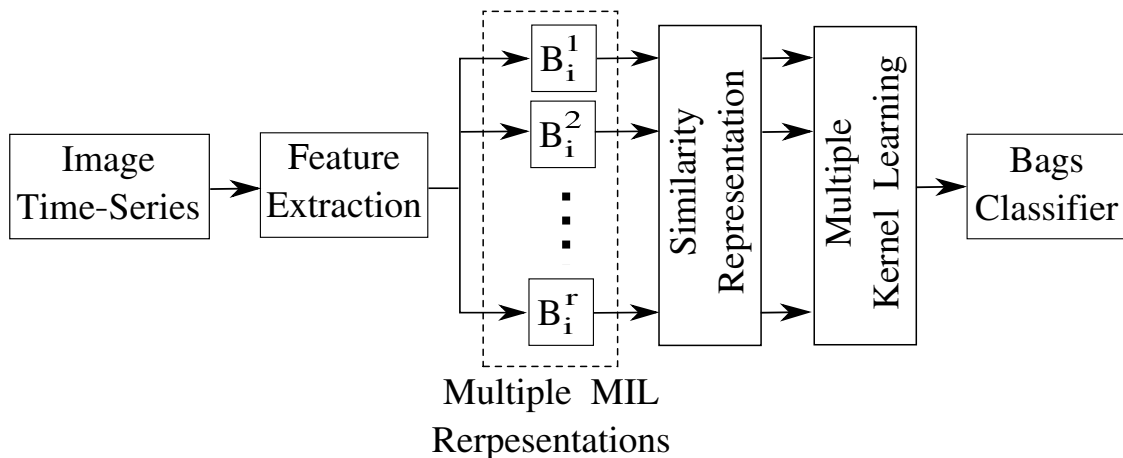 Image
Time-Series
Feature
Extraction
B_i^1
B_i^2
B_i^r
Multiple MIL
Rerpesentations
Similarity
Representation
Multiple
Kernel Learning
Bags
Classifier